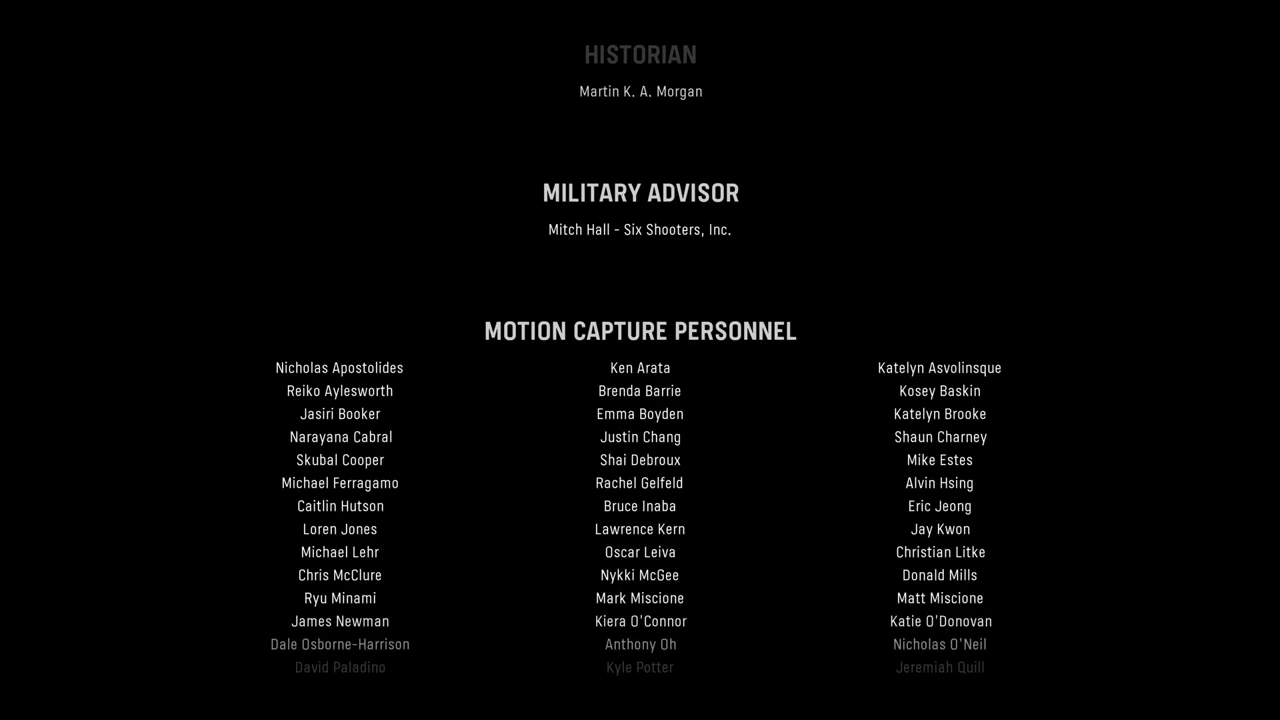 HISTORIAN
Martin K. A. Morgan
MILITARY ADVISOR
Mitch Hall - Six Shooters, Inc.
MOTION CAPTURE PERSONNEL
Nicholas Apostolides Ken Arata Katelyn Asvolinsque
Reiko Aylesworth Brenda Barrie Kosey Baskin
Jasiri Booker Emma Boyden Katelyn Brooke
Narayana Cabral Justin Chang Shaun Charney
Skubal Cooper Shai Debroux Mike Estes
Michael Ferragamo Rachel Gelfeld Alvin Hsing
Caitlin Hutson Bruce Inaba Eric Jeong
Loren Jones Lawrence Kern Jay Kwon
Michael Lehr Oscar Leiva Christian Litke
Chris McClure Nykki McGee Donald Mills
Ryu Minami Mark Miscione Matt Miscione
James Newman Kiera O'Connor Katie O'Donovan
Dale Osborne-Harrison Anthony Oh Nicholas O'Neil
David Paladino Kyle Potter Jeremiah Quill